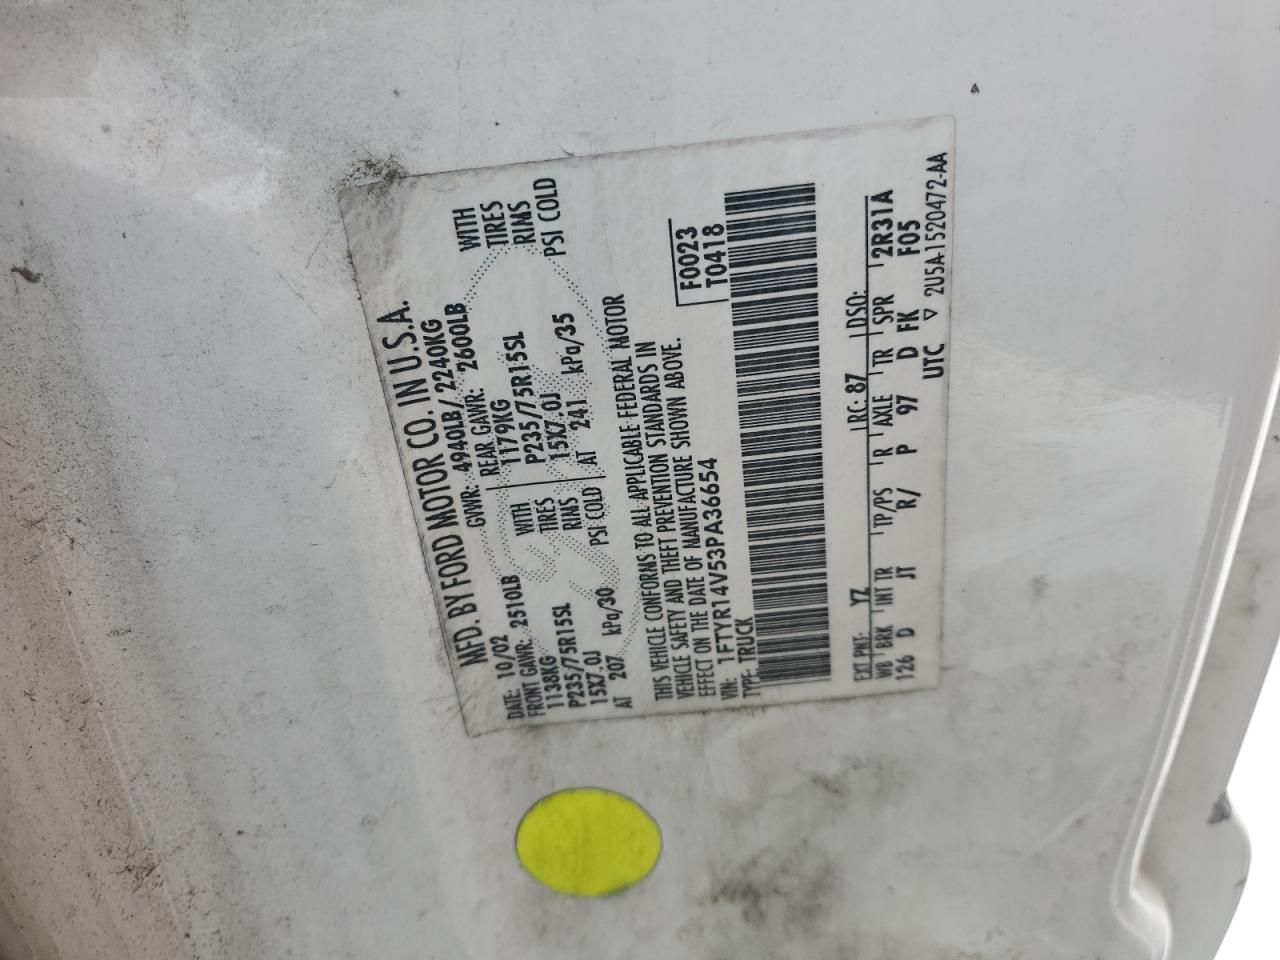 MFD. BY FORD MOTOR CO. IN U.S.A.
DATE: 10/02 GVWR: 4940LB/ 2240KG
FRONT GAWR: 2510LB REAR GAWR: 2600LB
1138KG WITH 1179KG WITH
P235/75R15SL TIRES P235/75R15SL TIRES
15X7.0J RIMS 15X7.0J RIMS
AT 207 kPa/30 PSI COLD AT 241 kPa/35 PSI COLD
THIS VEHICLE CONFORMS TO ALL APPLICABLE FEDERAL MOTOR
VEHICLE SAFETY AND THEFT PREVENTION STANDARDS IN
EFFECT ON THE DATE OF MANUFACTURE SHOWN ABOVE.
VIN: 1FTYR14V53PA36654 F0023
TYPE: TRUCK T0418
EXT PNT: YZ RC: 87 DSO:
WB BRK INT TR TP/PS R AXLE TR SPR 2R31A
126 D JT R/ P 97 D FK F05
UTC ▽ 2U5A-1520472-AA